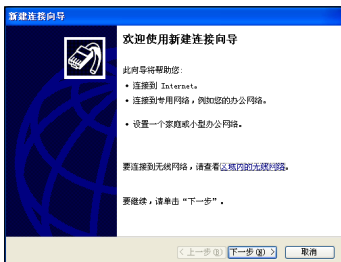 新建连接向导
欢迎使用新建连接向导
此向导将帮助您:
• 连接到 Internet。
• 连接到专用网络，例如您的办公网络。
• 设置一个家庭或小型办公网络。
要连接到无线网络，请查看区域内的无线网络。
要继续，请单击“下一步”。
< 上一步(B) 下一步(N) > 取消